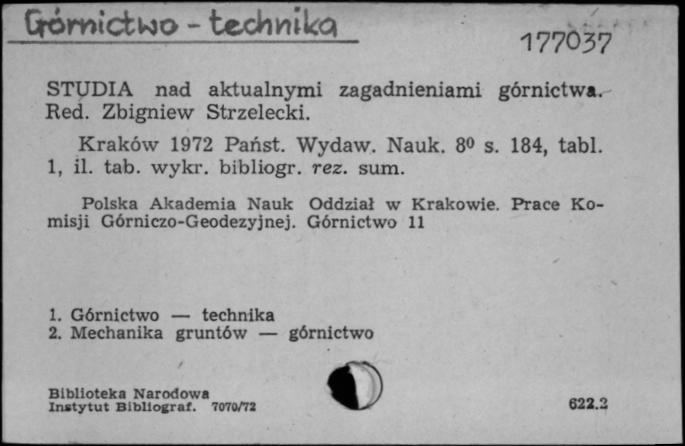 Górnictwo - technika
177037
STUDIA nad aktualnymi zagadnieniami górnictwa.
Red. Zbigniew Strzelecki.
Kraków 1972 Państ. Wydaw. Nauk. 8⁰ s. 184, tabl.
1, il. tab. wykr. bibliogr. rez. sum.
Polska Akademia Nauk Oddział w Krakowie. Prace Ko-
misji Górniczo-Geodezyjnej. Górnictwo 11
1. Górnictwo — technika
2. Mechanika gruntów — górnictwo
Biblioteka Narodowa
Instytut Bibliograf. 7070/72
622.2